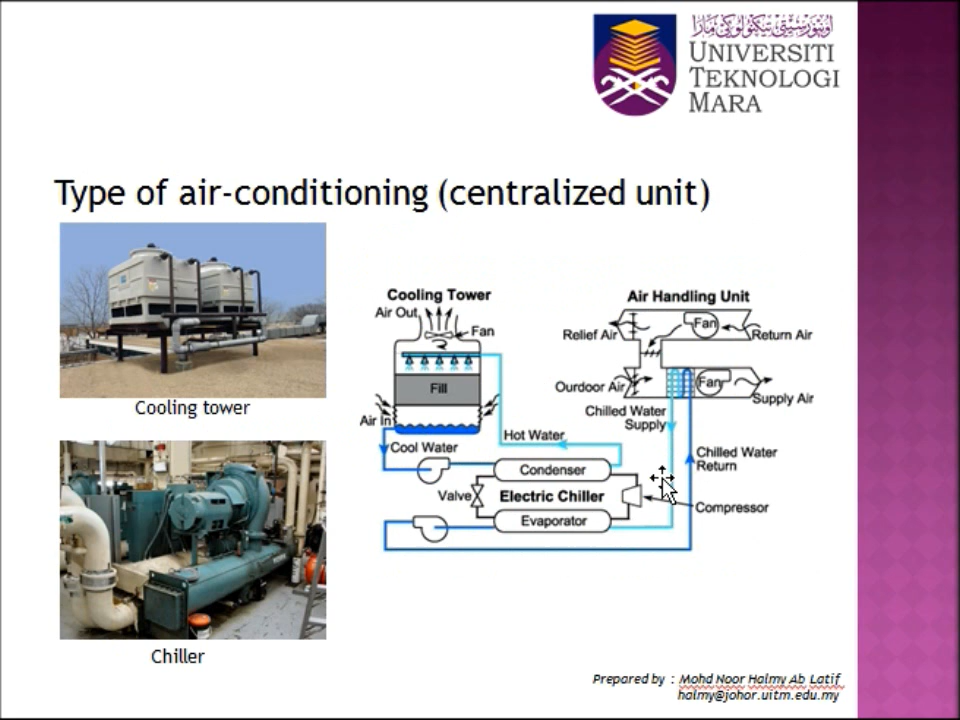 اونيۏرسيتي تيكنولوڬي مارا
UNIVERSITI
TEKNOLOGI
MARA
Type of air-conditioning (centralized unit)
Cooling tower
Chiller
Cooling Tower
Air Out
Fan
Fill
Air In
Cool Water
Hot Water
Air Handling Unit
Relief Air
Fan
Return Air
Ourdoor Air
Fan
Supply Air
Chilled Water
Supply
Chilled Water
Return
Condenser
Valve
Electric Chiller
Compressor
Evaporator
Prepared by : Mohd Noor Halmy Ab Latif
halmy@johor.uitm.edu.my